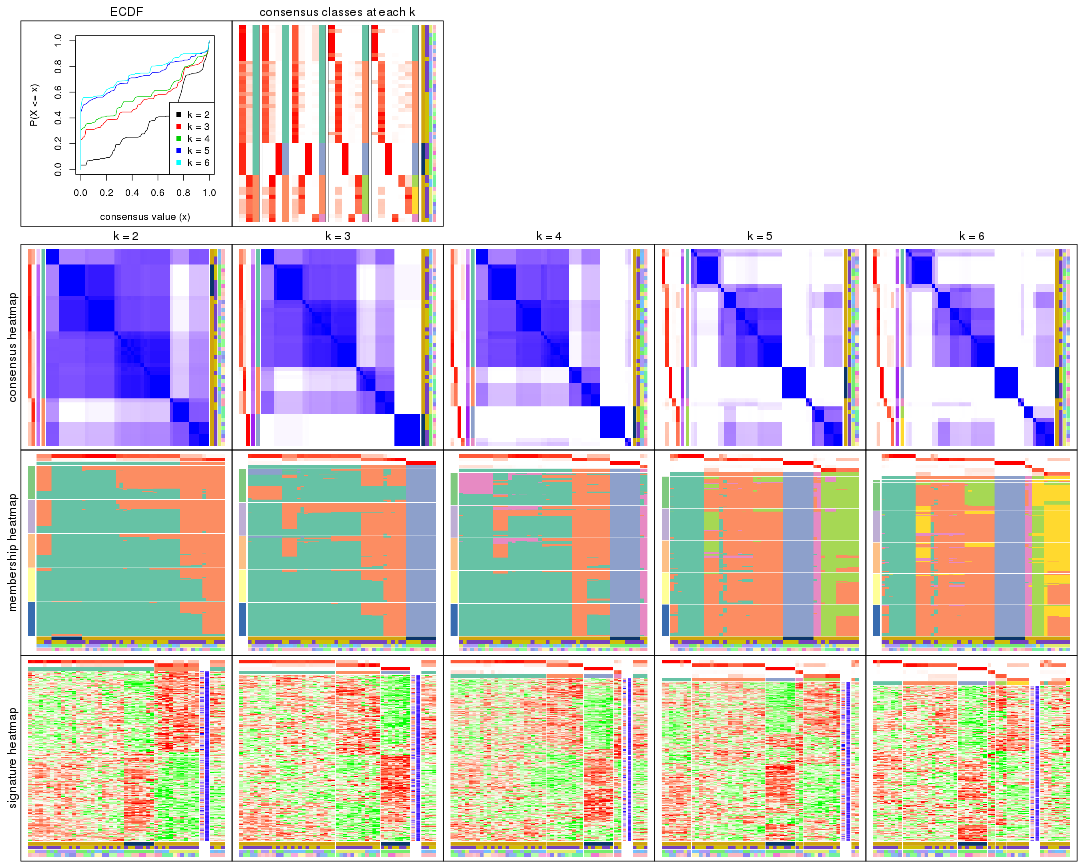 ECDF
consensus classes at each k
P(X <= x)
0.0 0.2 0.4 0.6 0.8 1.0
k = 2
k = 3
k = 4
k = 5
k = 6
0.0 0.2 0.4 0.6 0.8 1.0
consensus value (x)
k = 2
k = 3
k = 4
k = 5
k = 6
consensus heatmap
membership heatmap
signature heatmap